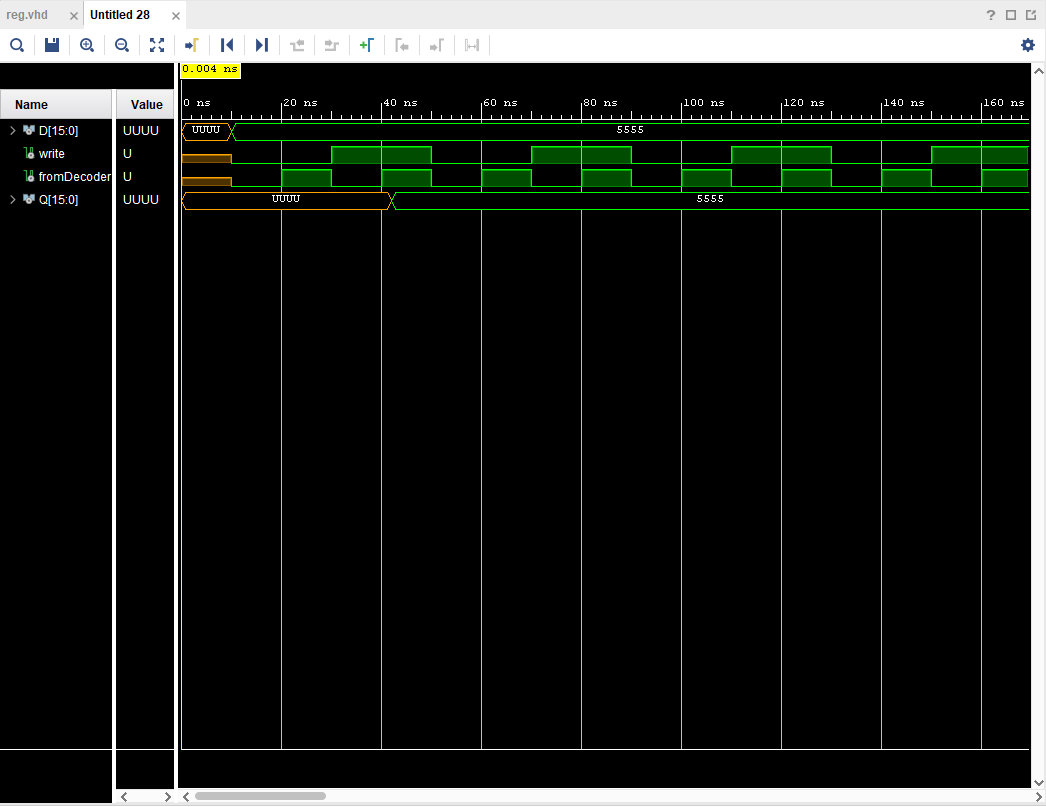 reg.vhd Untitled 28
0.004 ns
Name Value
0 ns 20 ns 40 ns 60 ns 80 ns 100 ns 120 ns 140 ns 160 ns
D[15:0] UUUU UUUU 5555
write U
fromDecoder U
Q[15:0] UUUU UUUU 5555